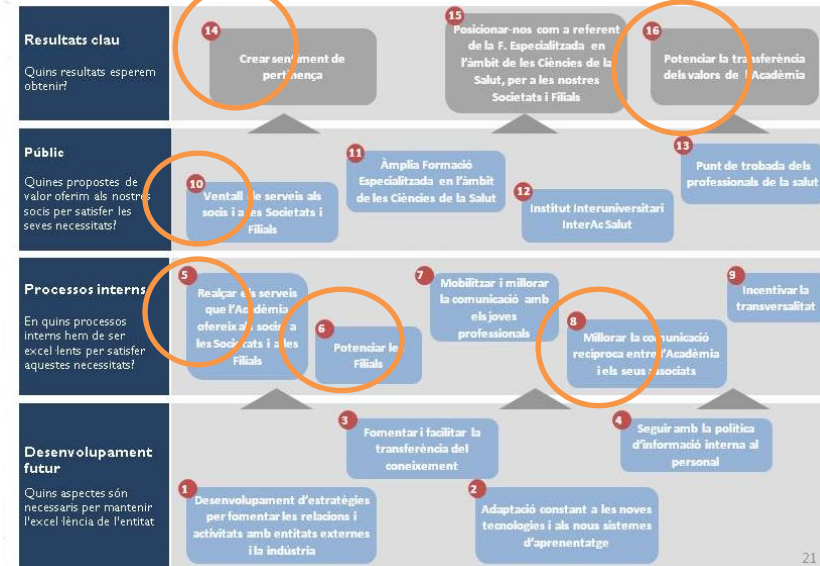 Resultats clau
Quins resultats esperem
obtenir?
14
Crear sentiment de
pertinença
15
Posicionar-nos com a referent
de la F. Especialitzada en
l'àmbit de les Ciències de la
Salut, per a les nostres
Societats i Filials
16
Potenciar la transferència
dels valors de l'Acadèmia
Públic
Quines propostes de
valor oferim als nostres
socis per satisfer les
seves necessitats?
10
Ventall de serveis als
socis i a les Societats i
Filials
11
Àmplia Formació
Especialitzada en l'àmbit
de les Ciències de la Salut
12
Institut Interuniversitari
InterAcSalut
13
Punt de trobada dels
professionals de la salut
Processos interns
En quins processos
interns hem de ser
excel·lents per satisfer
aquestes necessitats?
5
Realçar els serveis
que l'Acadèmia
ofereix als socis, a
les Societats i a les
Filials
6
Potenciar les
Filials
7
Mobilitzar i millorar
la comunicació amb
els joves
professionals
8
Millorar la comunicació
reciproca entre l'Acadèmia
i els seus associats
9
Incentivar la
transversalitat
Desenvolupament
futur
Quins aspectes són
necessaris per mantenir
l'excel·lència de l'entitat
1
Desenvolupament d'estratègies
per fomentar les relacions i
activitats amb entitats externes
i la indústria
2
Adaptació constant a les noves
tecnologies i als nous sistemes
d'aprenentatge
3
Fomentar i facilitar la
transferència del
coneixement
4
Seguir amb la política
d'informació interna al
personal
21